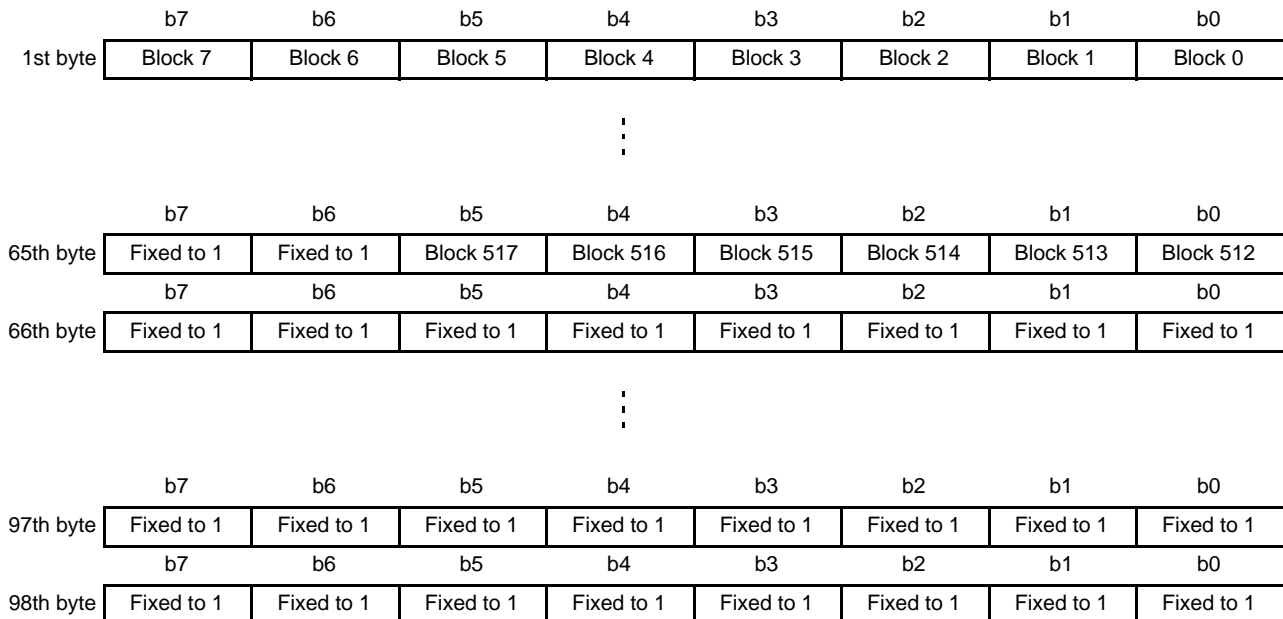 b7 b6 b5 b4 b3 b2 b1 b0
1st byte Block 7 Block 6 Block 5 Block 4 Block 3 Block 2 Block 1 Block 0
b7 b6 b5 b4 b3 b2 b1 b0
65th byte Fixed to 1 Fixed to 1 Block 517 Block 516 Block 515 Block 514 Block 513 Block 512
b7 b6 b5 b4 b3 b2 b1 b0
66th byte Fixed to 1 Fixed to 1 Fixed to 1 Fixed to 1 Fixed to 1 Fixed to 1 Fixed to 1 Fixed to 1
b7 b6 b5 b4 b3 b2 b1 b0
97th byte Fixed to 1 Fixed to 1 Fixed to 1 Fixed to 1 Fixed to 1 Fixed to 1 Fixed to 1 Fixed to 1
b7 b6 b5 b4 b3 b2 b1 b0
98th byte Fixed to 1 Fixed to 1 Fixed to 1 Fixed to 1 Fixed to 1 Fixed to 1 Fixed to 1 Fixed to 1